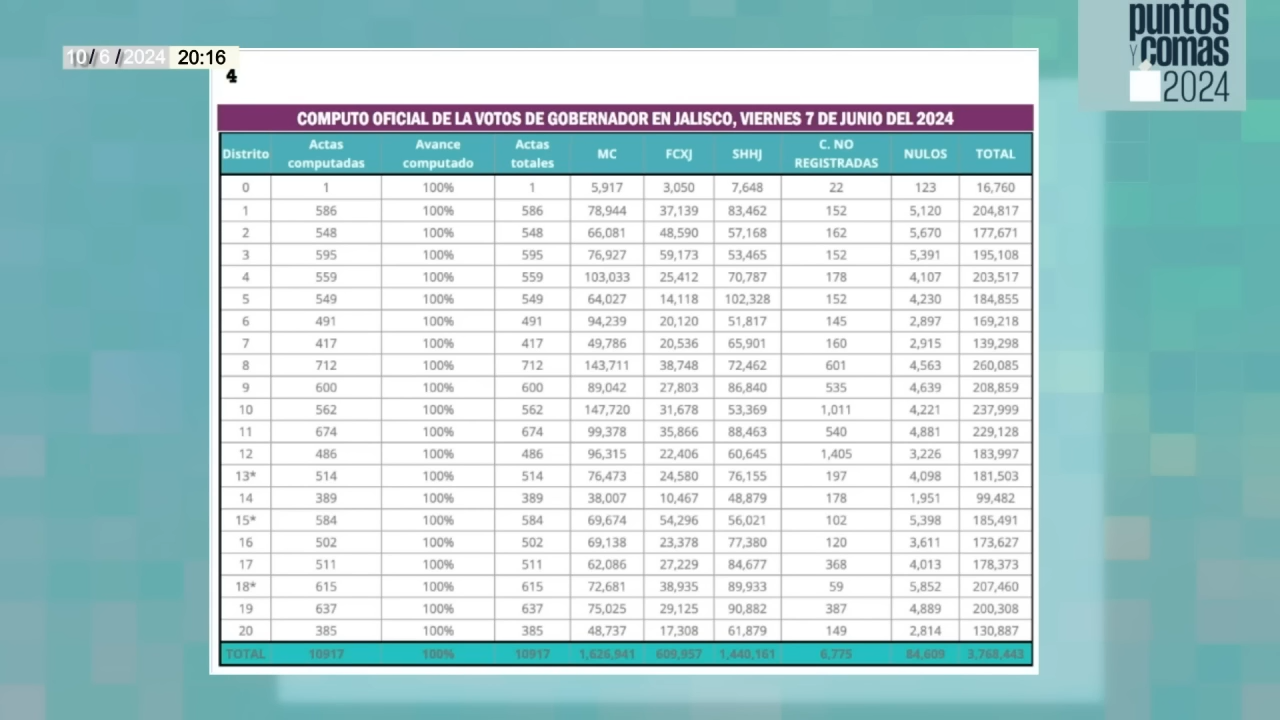 puntos
Y comas
2024
10/6/2024 20:16
4
COMPUTO OFICIAL DE LA VOTOS DE GOBERNADOR EN JALISCO, VIERNES 7 DE JUNIO DEL 2024
Distrito Actas computadas Avance computado Actas totales MC FCXJ SHHJ C. NO REGISTRADAS NULOS TOTAL
0 1 100% 1 5,917 3,050 7,648 22 123 16,760
1 586 100% 586 78,944 37,139 83,462 152 5,120 204,817
2 548 100% 548 66,081 48,590 57,168 162 5,670 177,671
3 595 100% 595 76,927 59,173 53,465 152 5,391 195,108
4 559 100% 559 103,033 25,412 70,787 178 4,107 203,517
5 549 100% 549 64,027 14,118 102,328 152 4,230 184,855
6 491 100% 491 94,239 20,120 51,817 145 2,897 169,218
7 417 100% 417 49,786 20,536 65,901 160 2,915 139,298
8 712 100% 712 143,711 38,748 72,462 601 4,563 260,085
9 600 100% 600 89,042 27,803 86,840 535 4,639 208,859
10 562 100% 562 147,720 31,678 53,369 1,011 4,221 237,999
11 674 100% 674 99,378 35,866 88,463 540 4,881 229,128
12 486 100% 486 96,315 22,406 60,645 1,405 3,226 183,997
13* 514 100% 514 76,473 24,580 76,155 197 4,098 181,503
14 389 100% 389 38,007 10,467 48,879 178 1,951 99,482
15* 584 100% 584 69,674 54,296 56,021 102 5,398 185,491
16 502 100% 502 69,138 23,378 77,380 120 3,611 173,627
17 511 100% 511 62,086 27,229 84,677 368 4,013 178,373
18* 615 100% 615 72,681 38,935 89,933 59 5,852 207,460
19 637 100% 637 75,025 29,125 90,882 387 4,889 200,308
20 385 100% 385 48,737 17,308 61,879 149 2,814 130,887
TOTAL 10917 100% 10917 1,626,941 609,957 1,440,161 6,775 84,609 3,768,443